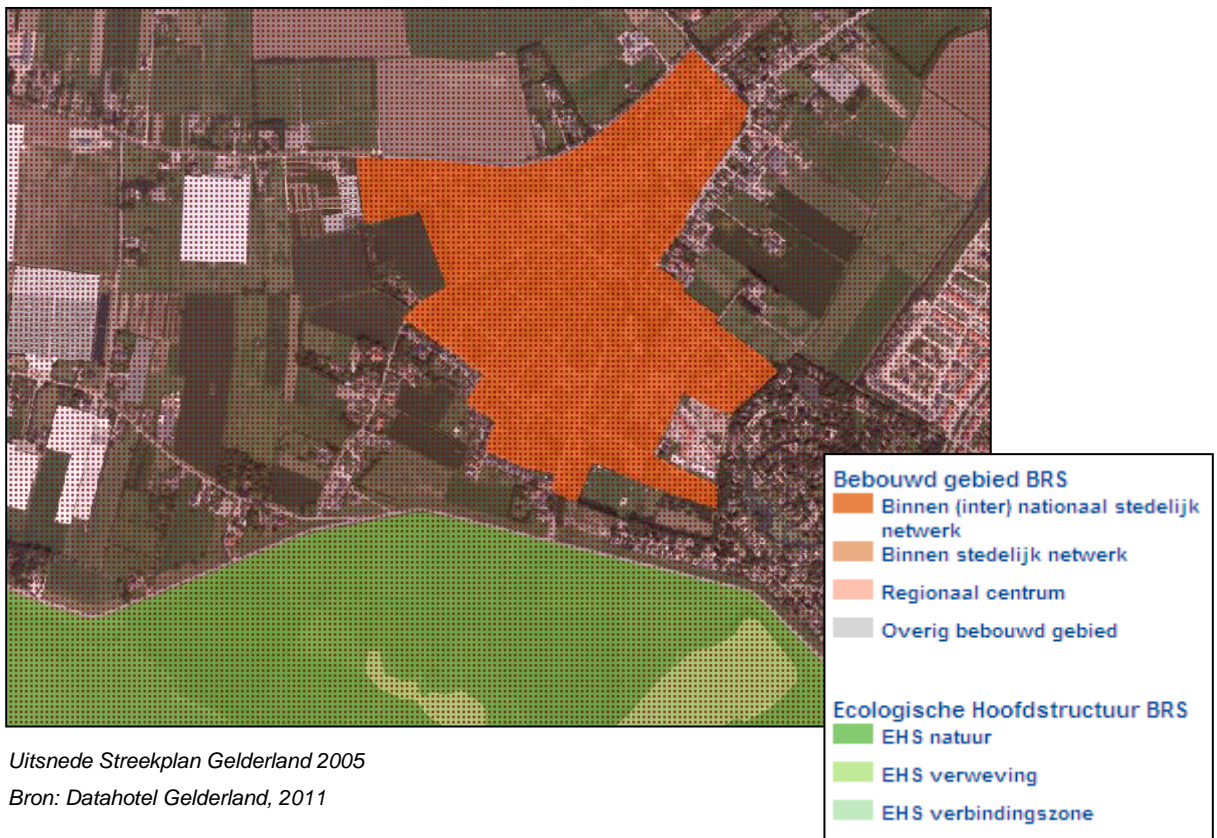 Bebouwd gebied BRS
Binnen (inter) nationaal stedelijk
netwerk
Binnen stedelijk netwerk
Regionaal centrum
Overig bebouwd gebied
Ecologische Hoofdstructuur BRS
EHS natuur
EHS verweving
EHS verbindingszone
Uitsnede Streekplan Gelderland 2005
Bron: Datahotel Gelderland, 2011